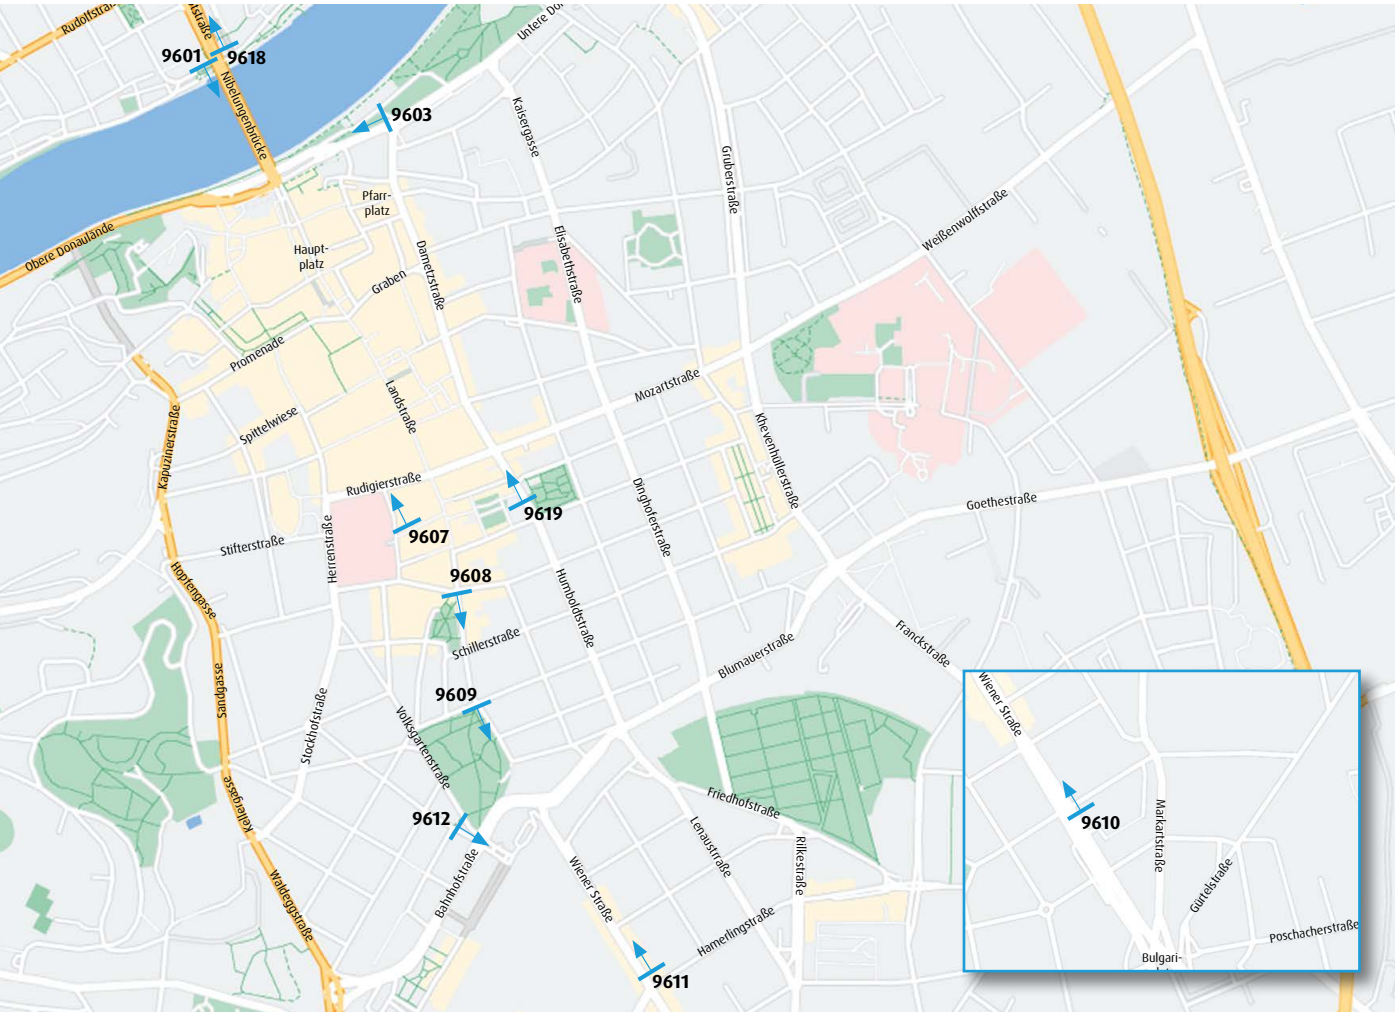 Rudolfstraß
lstraße
Untere Do
9601
9618
Nibelungenbrücke
9603
Kaisergasse
Gruberstraße
Pfarr-
platz
Weißenwolffstraße
Obere Donaulände
Haupt-
platz
Dametzstraße
Elisabethstraße
Graben
Promenade
Mozartstraße
Landstraße
Spittelwiese
Kapuzinerstraße
Khevenhüllerstraße
Rudigierstraße
Dinghoferstraße
Goethestraße
9619
9607
Stifterstraße
Herrenstraße
Hopfengasse
9608
Humboldtstraße
Schillerstraße
Blumauerstraße
Franckstraße
Sandgasse
Stockhofstraße
9609
Volksgartenstraße
Wiener Straße
Kellergasse
9612
Friedhofstraße
Lenaustraße
Rilkestraße
9610
Markartstraße
Gürtelstraße
Waldeggstraße
Bahnhofstraße
Wiener Straße
Hamerlingstraße
Poschacherstraße
Bulgari-
9611